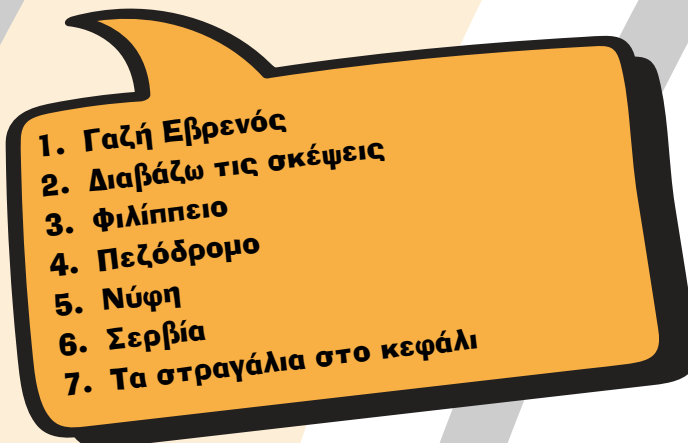 1. Γαζή Εβρενός
2. Διαβάζω τις σκέψεις
3. Φιλίππειο
4. Πεζόδρομο
5. Νύφη
6. Σερβία
7. Τα στραγάλια στο κεφάλι